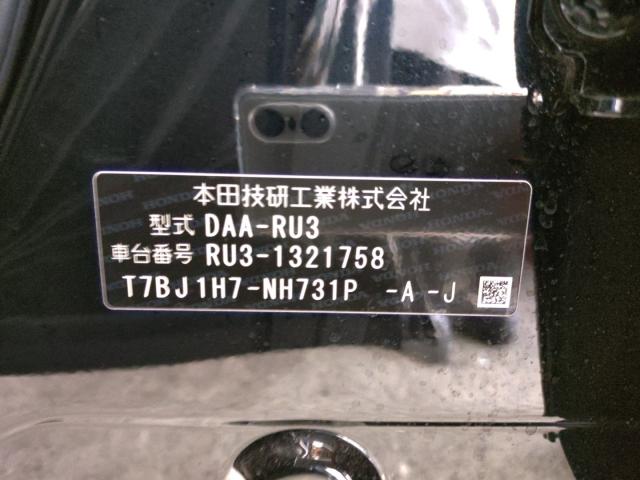 本田技研工業株式会社
型式 DAA-RU3
車台番号 RU3-1321758
T7BJ1H7-NH731P -A -J